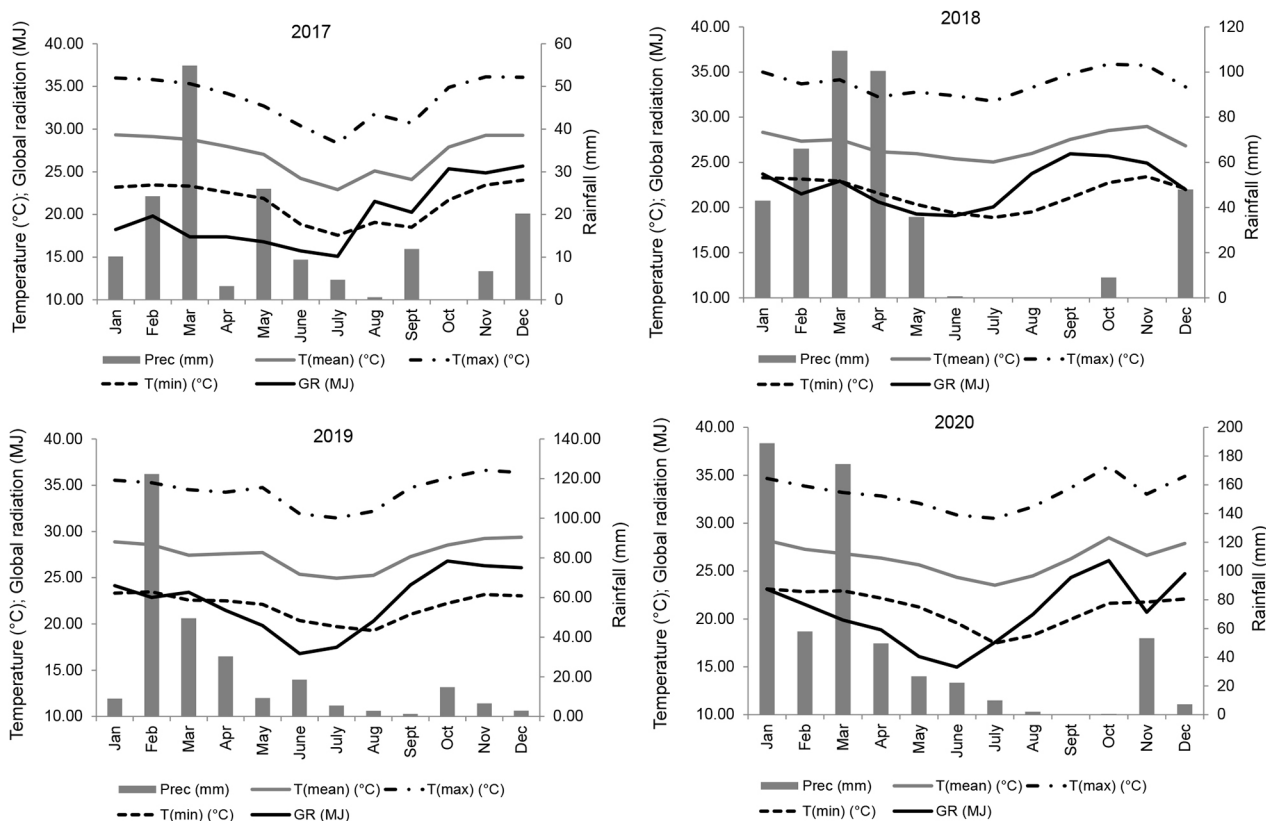 2017
Temperature (°C); Global radiation (MJ)
40.00
35.00
30.00
25.00
20.00
15.00
10.00
60
50
40
30
20
10
0
Rainfall (mm)
Jan
Feb
Mar
Apr
May
June
July
Aug
Sept
Oct
Nov
Dec
Prec (mm) T(mean) (°C) T(max) (°C)
T(min) (°C) GR (MJ)
2018
Temperature (°C); Global radiation (MJ)
40.00
35.00
30.00
25.00
20.00
15.00
10.00
120
100
80
60
40
20
0
Rainfall (mm)
Jan
Feb
Mar
Apr
May
June
July
Aug
Sept
Oct
Nov
Dec
Prec (mm) T(mean) (°C) T(max) (°C)
T(min) (°C) GR (MJ)
2019
Temperature (°C); Global radiation (MJ)
40.00
35.00
30.00
25.00
20.00
15.00
10.00
140.00
120.00
100.00
80.00
60.00
40.00
20.00
0.00
Rainfall (mm)
Jan
Feb
Mar
Apr
May
June
July
Aug
Sept
Oct
Nov
Dec
Prec (mm) T(mean) (°C) T(max) (°C)
T(min) (°C) GR (MJ)
2020
Temperature (°C); Global radiation (MJ)
40.00
35.00
30.00
25.00
20.00
15.00
10.00
200
180
160
140
120
100
80
60
40
20
0
Rainfall (mm)
Jan
Feb
Mar
Apr
May
June
July
Aug
Sept
Oct
Nov
Dec
Prec (mm) T(mean) (°C) T(max) (°C)
T(min) (°C) GR (MJ)